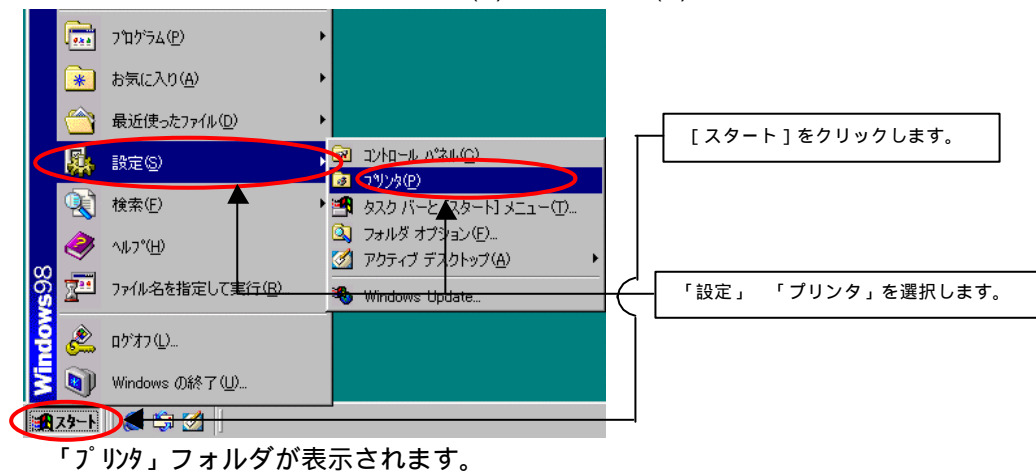 (S) (P)
ﾌﾟﾛｸﾞﾗﾑ(P)
お気に入り(A)
最近使ったﾌｧｲﾙ(D)
設定(S)
検索(F)
ﾍﾙﾌﾟ(H)
ﾌｧｲﾙ名を指定して実行(R)...
ﾛｸﾞｵﾌ(L)...
Windows の終了(U)...
Windows98
スタート
ｺﾝﾄﾛｰﾙ ﾊﾟﾈﾙ(C)
ﾌﾟﾘﾝﾀ(P)
タスク バーと [スタート] メニュー(T)...
フォルダ オプション(F)...
アクティブ デスクトップ(A)
Windows Update...
[スタート]をクリックします。
「設定」 「プリンタ」を選択します。
「ﾌﾟﾘﾝﾀ」フォルダが表示されます。